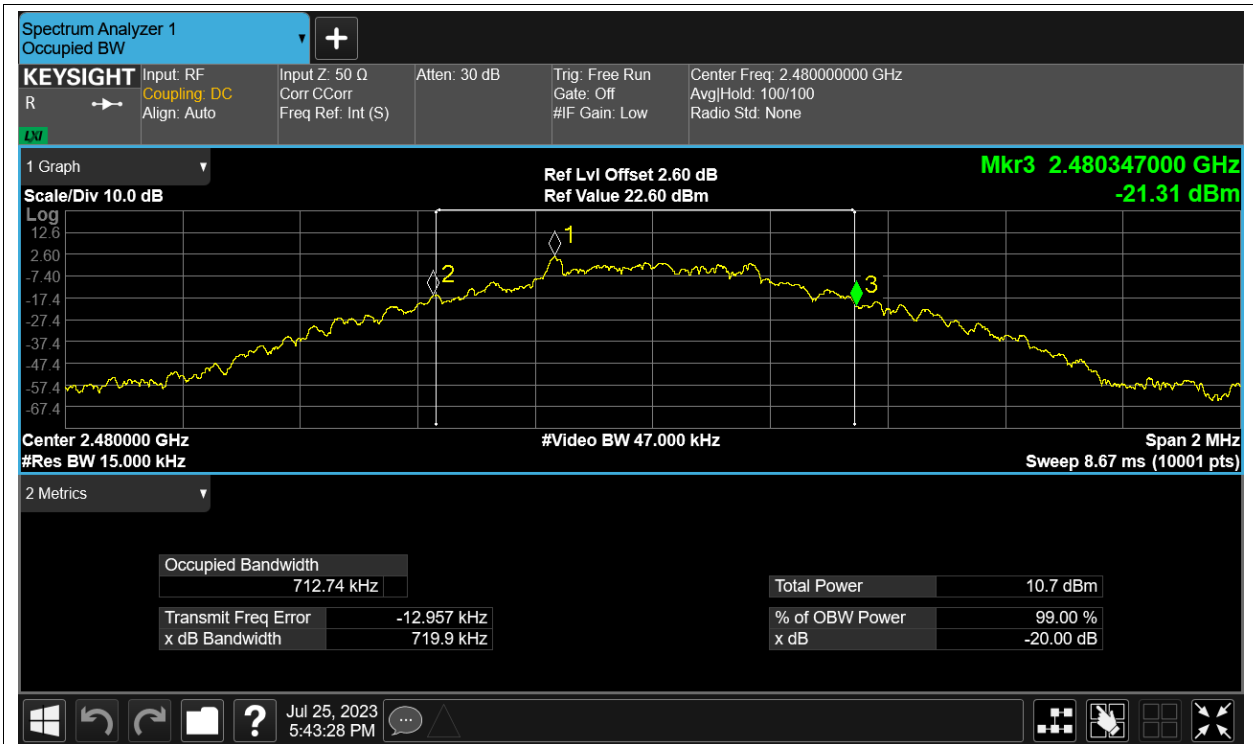 Spectrum Analyzer 1
Occupied BW
+
KEYSIGHT
R
LXI
Input: RF
Coupling: DC
Align: Auto
Input Z: 50 Ω
Corr CCorr
Freq Ref: Int (S)
Atten: 30 dB
Trig: Free Run
Gate: Off
#IF Gain: Low
Center Freq: 2.480000000 GHz
Avg|Hold: 100/100
Radio Std: None
1 Graph
Scale/Div 10.0 dB
Ref Lvl Offset 2.60 dB
Ref Value 22.60 dBm
Mkr3 2.480347000 GHz
-21.31 dBm
Log
12.6
2.60
-7.40
-17.4
-27.4
-37.4
-47.4
-57.4
-67.4
1
2
3
Center 2.480000 GHz
#Res BW 15.000 kHz
#Video BW 47.000 kHz
Span 2 MHz
Sweep 8.67 ms (10001 pts)
2 Metrics
Occupied Bandwidth
712.74 kHz
Transmit Freq Error -12.957 kHz
x dB Bandwidth 719.9 kHz
Total Power 10.7 dBm
% of OBW Power 99.00 %
x dB -20.00 dB
?
Jul 25, 2023
5:43:28 PM